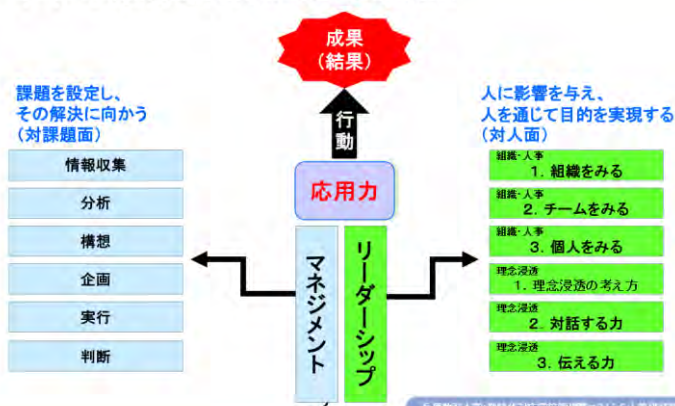 成果
(結果)
課題を設定し、
その解決に向かう
(対課題面)
情報収集
分析
構想
企画
実行
判断
行動
応用力
マネジメント
リーダーシップ
人に影響を与え、
人を通じて目的を実現する
(対人面)
組織・人事
1. 組織をみる
組織・人事
2. チームをみる
組織・人事
3. 個人をみる
理念浸透
1. 理念浸透の考え方
理念浸透
2. 対話する力
理念浸透
3. 伝える力